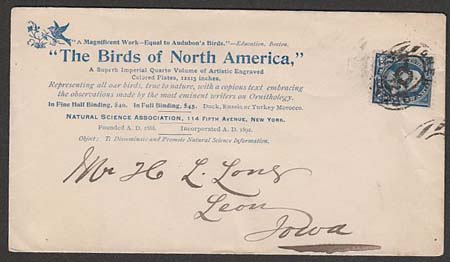 "A Magnificent Work—Equal to Audubon's Birds."—Education, Boston.
"The Birds of North America,"
A Superb Imperial Quarto Volume of Artistic Engraved
Colored Plates, 12x15 inches.
Representing all our birds, true to nature, with a copious text embracing
the observations made by the most eminent writers on Ornithology.
In Fine Half Binding, $40. In Full Binding, $45. Duck, Russia or Turkey Morocco.
NATURAL SCIENCE ASSOCIATION, 114 FIFTH AVENUE, NEW YORK.
Founded A. D. 1886. Incorporated A. D. 1891.
Object: To Disseminate and Promote Natural Science Information.
Mr H. L. Long
Leon
Iowa